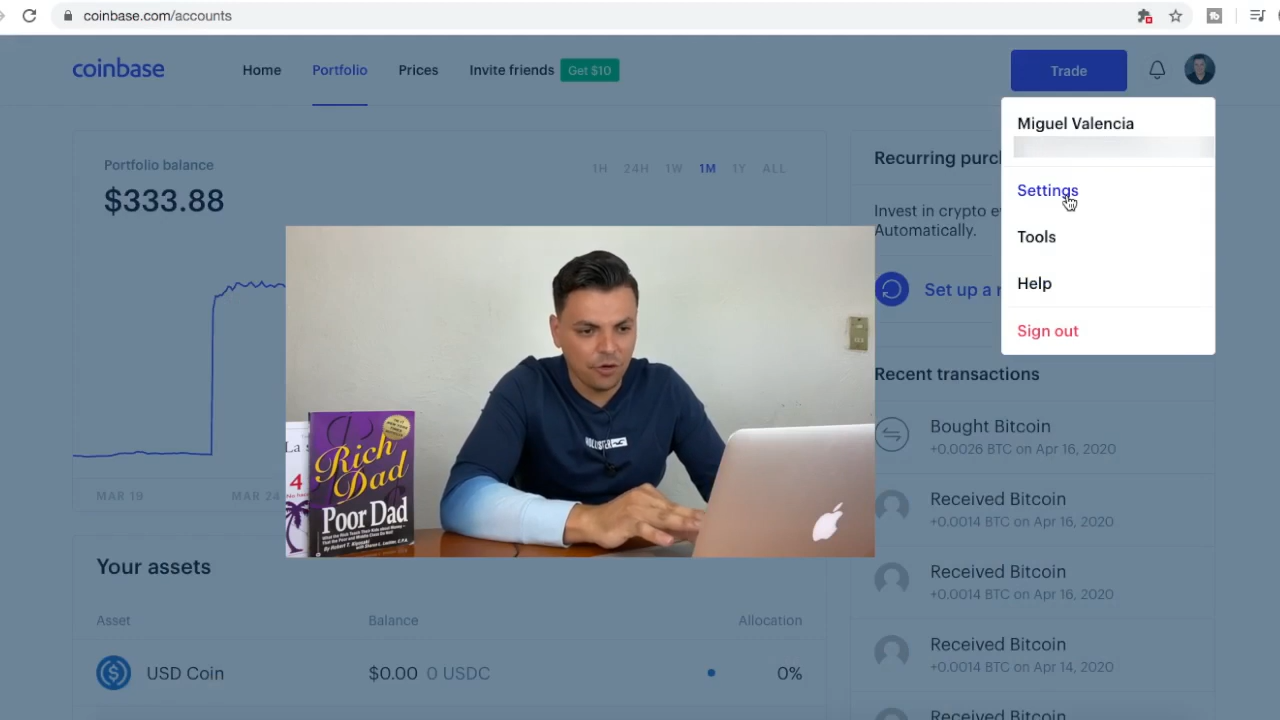 coinbase.com/accounts
coinbase
Home
Portfolio
Prices
Invite friends
Get $10
Trade
Miguel Valencia
Settings
Tools
Help
Sign out
Portfolio balance
$333.88
1H 24H 1W 1M 1Y ALL
MAR 19
MAR 24
Recurring purc
Invest in crypto e
Automatically.
Set up a r
Recent transactions
Bought Bitcoin
+0.0026 BTC on Apr 16, 2020
Received Bitcoin
+0.0014 BTC on Apr 16, 2020
Received Bitcoin
+0.0014 BTC on Apr 16, 2020
Received Bitcoin
+0.0014 BTC on Apr 14, 2020
Received Bitcoin
La
4
Rich
Dad
Poor Dad
HOLLISTER
Your assets
Asset
Balance
Allocation
USD Coin
$0.00 0 USDC
0%